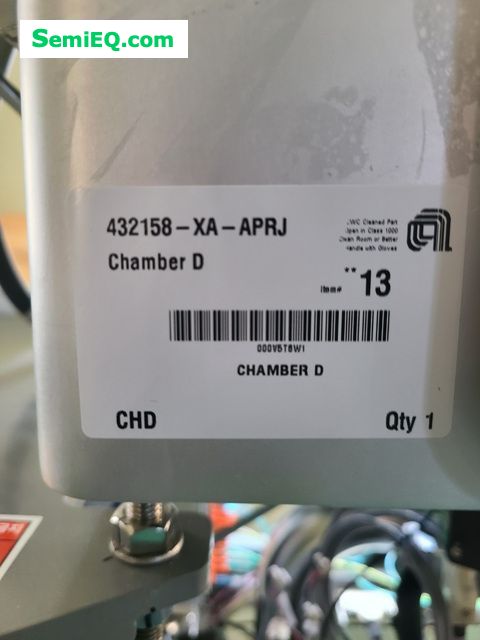 SemiEQ.com
432158-XA-APRJ
Chamber D
UWC Cleaned Part
Open in Class 1000
Clean Room or Better
Handle with Gloves
Item# **13
CHAMBER D
CHD
Qty 1